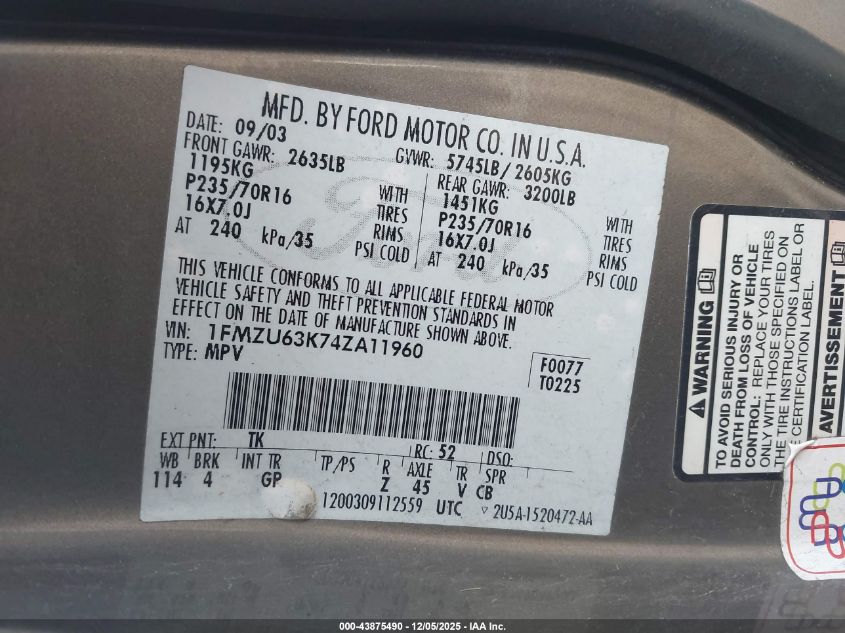 MFD. BY FORD MOTOR CO. IN U.S.A.
DATE: 09/03 GVWR: 5745LB/ 2605KG
FRONT GAWR: 2635LB REAR GAWR: 3200LB
1195KG WITH 1451KG WITH
P235/70R16 TIRES P235/70R16 TIRES
16X7.0J RIMS 16X7.0J RIMS
AT 240 kPa/35 PSI COLD AT 240 kPa/35 PSI COLD
THIS VEHICLE CONFORMS TO ALL APPLICABLE FEDERAL MOTOR
VEHICLE SAFETY AND THEFT PREVENTION STANDARDS IN
EFFECT ON THE DATE OF MANUFACTURE SHOWN ABOVE.
VIN: 1FMZU63K74ZA11960
TYPE: MPV
F0077
T0225
EXT PNT: TK RC: 52 DSO:
WB BRK INT TR TP/PS R AXLE TR SPR
114 4 GP Z 45 V CB
1200309112559 UTC ▽ 2U5A-1520472-AA
Ford
WARNING
TO AVOID SERIOUS INJURY OR
DEATH FROM LOSS OF VEHICLE
CONTROL: REPLACE YOUR TIRES
ONLY WITH THOSE SPECIFIED ON
THE TIRE INSTRUCTIONS LABEL OR
CERTIFICATION LABEL.
AVERTISSEMENT
000-43875490 - 12/05/2025 - IAA Inc.